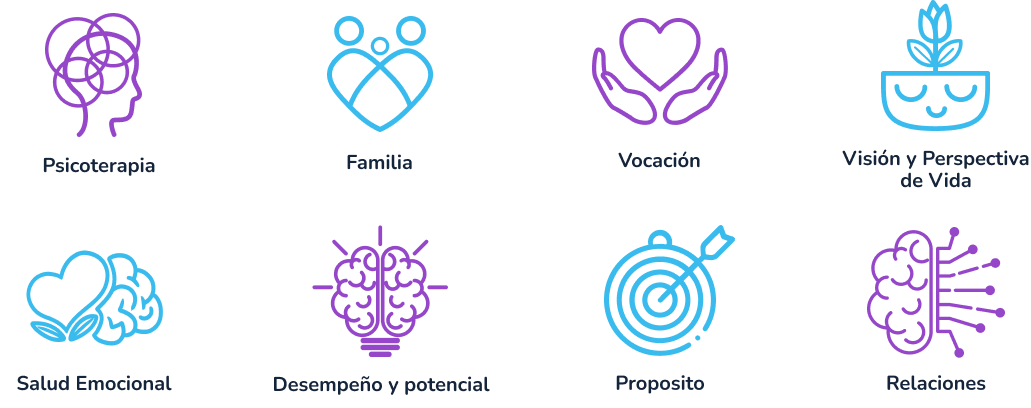 Psicoterapia
Familia
Vocación
Visión y Perspectiva
de Vida
Salud Emocional
Desempeño y potencial
Proposito
Relaciones